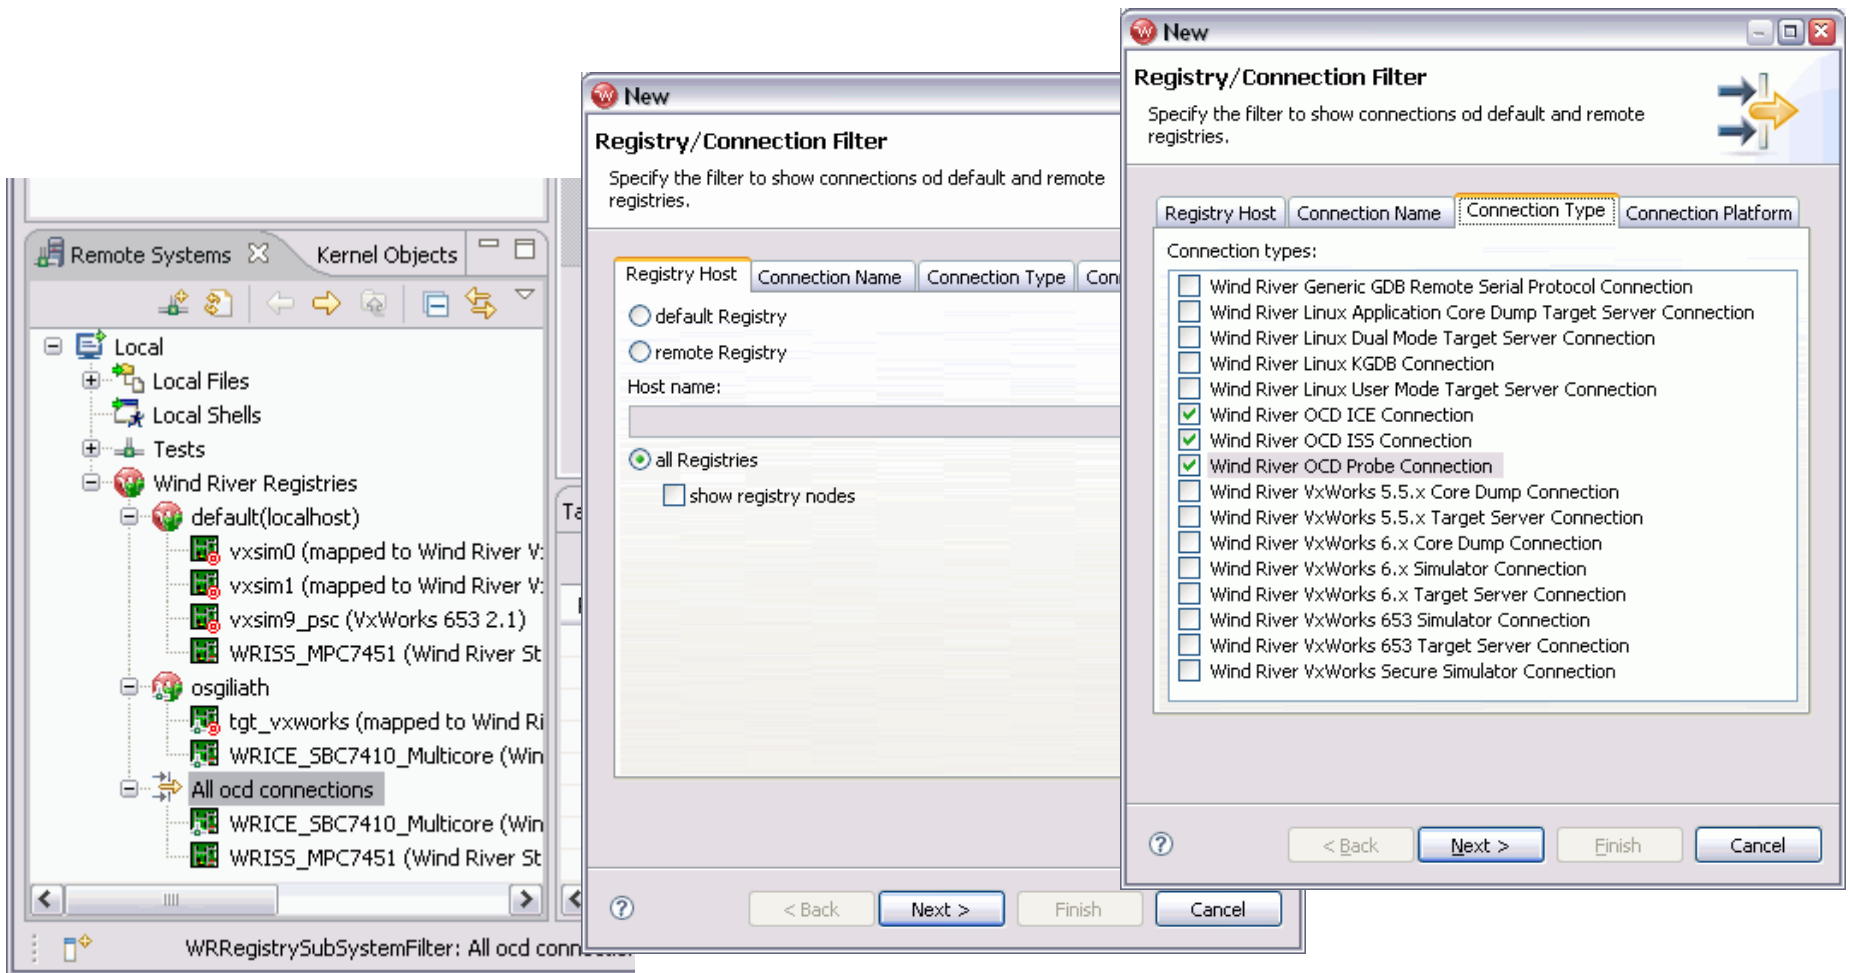 Remote Systems
Kernel Objects
Local
Local Files
Local Shells
Tests
Wind River Registries
default(localhost)
vxsim0 (mapped to Wind River V
vxsim1 (mapped to Wind River V
vxsim9_psc (VxWorks 653 2.1)
WRISS_MPC7451 (Wind River St
osgiliath
tgt_vxworks (mapped to Wind Ri
WRICE_SBC7410_Multicore (Win
All ocd connections
WRICE_SBC7410_Multicore (Win
WRISS_MPC7451 (Wind River St
WRRegistrySubSystemFilter: All ocd
Ta
New
Registry/Connection Filter
Specify the filter to show connections od default and remote
registries.
Registry Host
Connection Name
Connection Type
Con
default Registry
remote Registry
Host name:
all Registries
show registry nodes
< Back
Next >
Finish
Cancel
New
Registry/Connection Filter
Specify the filter to show connections od default and remote
registries.
Registry Host
Connection Name
Connection Type
Connection Platform
Connection types:
Wind River Generic GDB Remote Serial Protocol Connection
Wind River Linux Application Core Dump Target Server Connection
Wind River Linux Dual Mode Target Server Connection
Wind River Linux KGDB Connection
Wind River Linux User Mode Target Server Connection
Wind River OCD ICE Connection
Wind River OCD ISS Connection
Wind River OCD Probe Connection
Wind River VxWorks 5.5.x Core Dump Connection
Wind River VxWorks 5.5.x Target Server Connection
Wind River VxWorks 6.x Core Dump Connection
Wind River VxWorks 6.x Simulator Connection
Wind River VxWorks 6.x Target Server Connection
Wind River VxWorks 653 Simulator Connection
Wind River VxWorks 653 Target Server Connection
Wind River VxWorks Secure Simulator Connection
< Back
Next >
Finish
Cancel